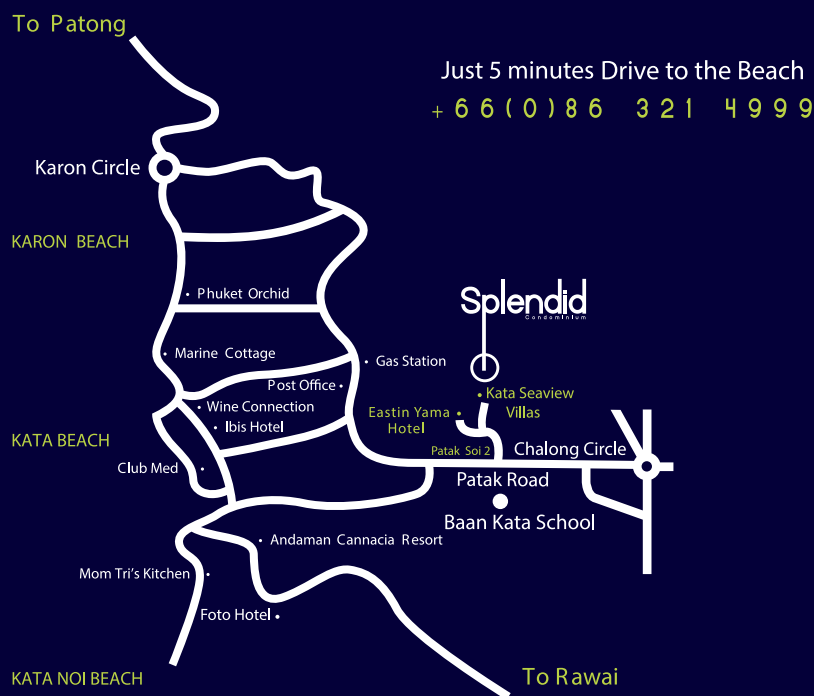 To Patong
Just 5 minutes Drive to the Beach
+ 66(0)86 321 4999
Karon Circle
KARON BEACH
Phuket Orchid
Splendid
Condominium
Marine Cottage
Gas Station
Post Office
Kata Seaview
Villas
Wine Connection
Eastin Yama
Hotel
Ibis Hotel
KATA BEACH
Patak Soi 2
Chalong Circle
Club Med
Patak Road
Baan Kata School
Andaman Cannacia Resort
Mom Tri's Kitchen
Foto Hotel
KATA NOI BEACH
To Rawai